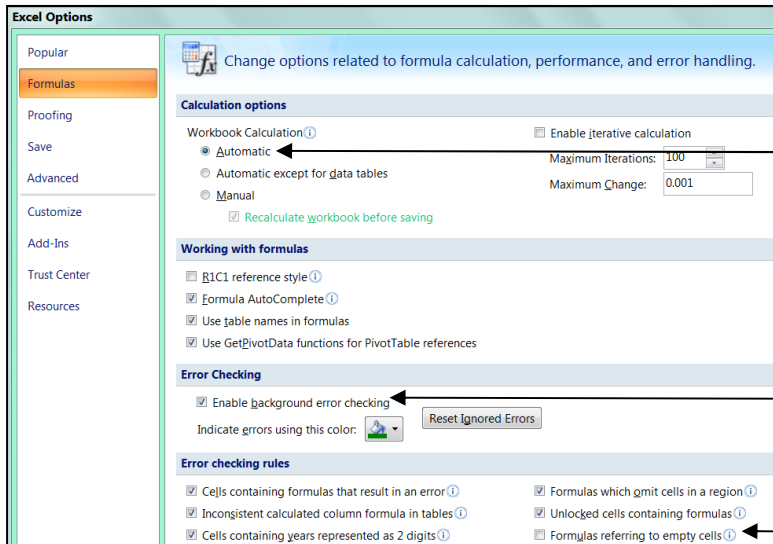 Excel Options
Popular
Formulas
Proofing
Save
Advanced
Customize
Add-Ins
Trust Center
Resources
Change options related to formula calculation, performance, and error handling.
Calculation options
Workbook Calculation
Automatic
Automatic except for data tables
Manual
Recalculate workbook before saving
Enable iterative calculation
Maximum Iterations: 100
Maximum Change: 0.001
Working with formulas
R1C1 reference style
Formula AutoComplete
Use table names in formulas
Use GetPivotData functions for PivotTable references
Error Checking
Enable background error checking
Indicate errors using this color:
Reset Ignored Errors
Error checking rules
Cells containing formulas that result in an error
Inconsistent calculated column formula in tables
Cells containing years represented as 2 digits
Formulas which omit cells in a region
Unlocked cells containing formulas
Formulas referring to empty cells